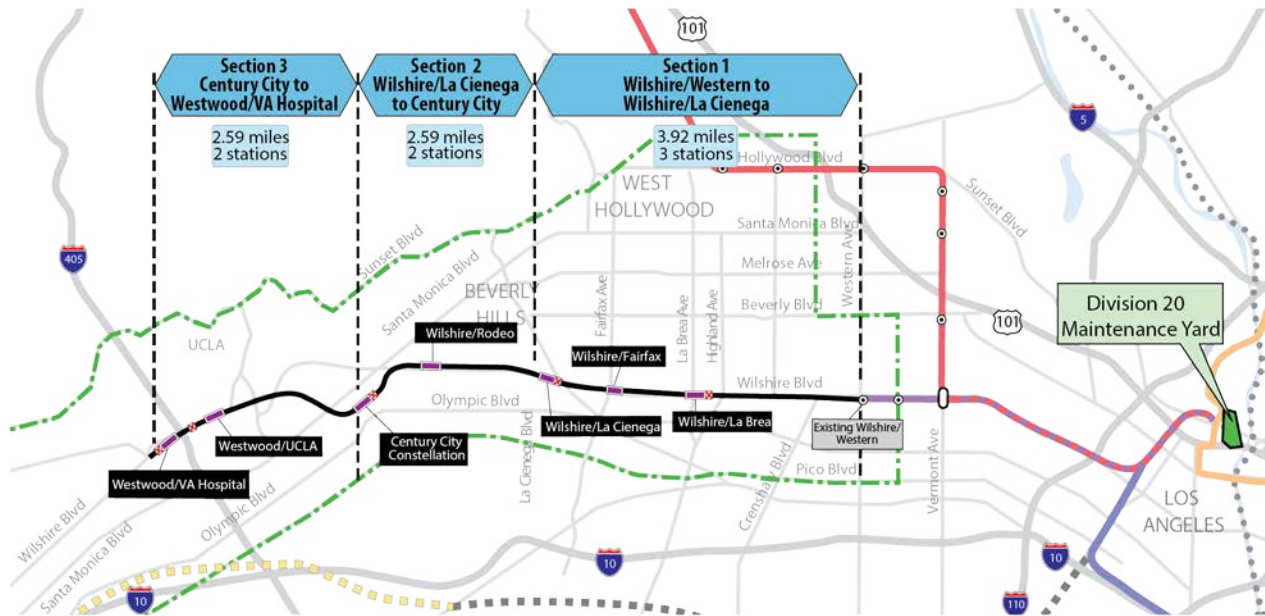 101
Section 3
Century City to
Westwood/VA Hospital
Section 2
Wilshire/La Cienega
to Century City
Section 1
Wilshire/Western to
Wilshire/La Cienega
2.59 miles
2 stations
2.59 miles
2 stations
3.92 miles
3 stations
5
Hollywood Blvd
WEST
HOLLYWOOD
Sunset Blvd
Santa Monica Blvd
Western Ave
405
Sunset Blvd
Santa Monica Blvd
Melrose Ave
BEVERLY
HILLS
Fairfax Ave
La Brea Ave
Highland Ave
Beverly Blvd
101
Division 20
Maintenance Yard
UCLA
Wilshire/Rodeo
Wilshire/Fairfax
Wilshire Blvd
Olympic Blvd
Westwood/UCLA
Century City
Constellation
La Cienega Blvd
Wilshire/La Cienega
Wilshire/La Brea
Existing Wilshire/
Western
Vermont Ave
Westwood/VA Hospital
Pico Blvd
Crenshaw Blvd
Wilshire Blvd
Santa Monica Blvd
Olympic Blvd
LOS
ANGELES
10
10
10
110